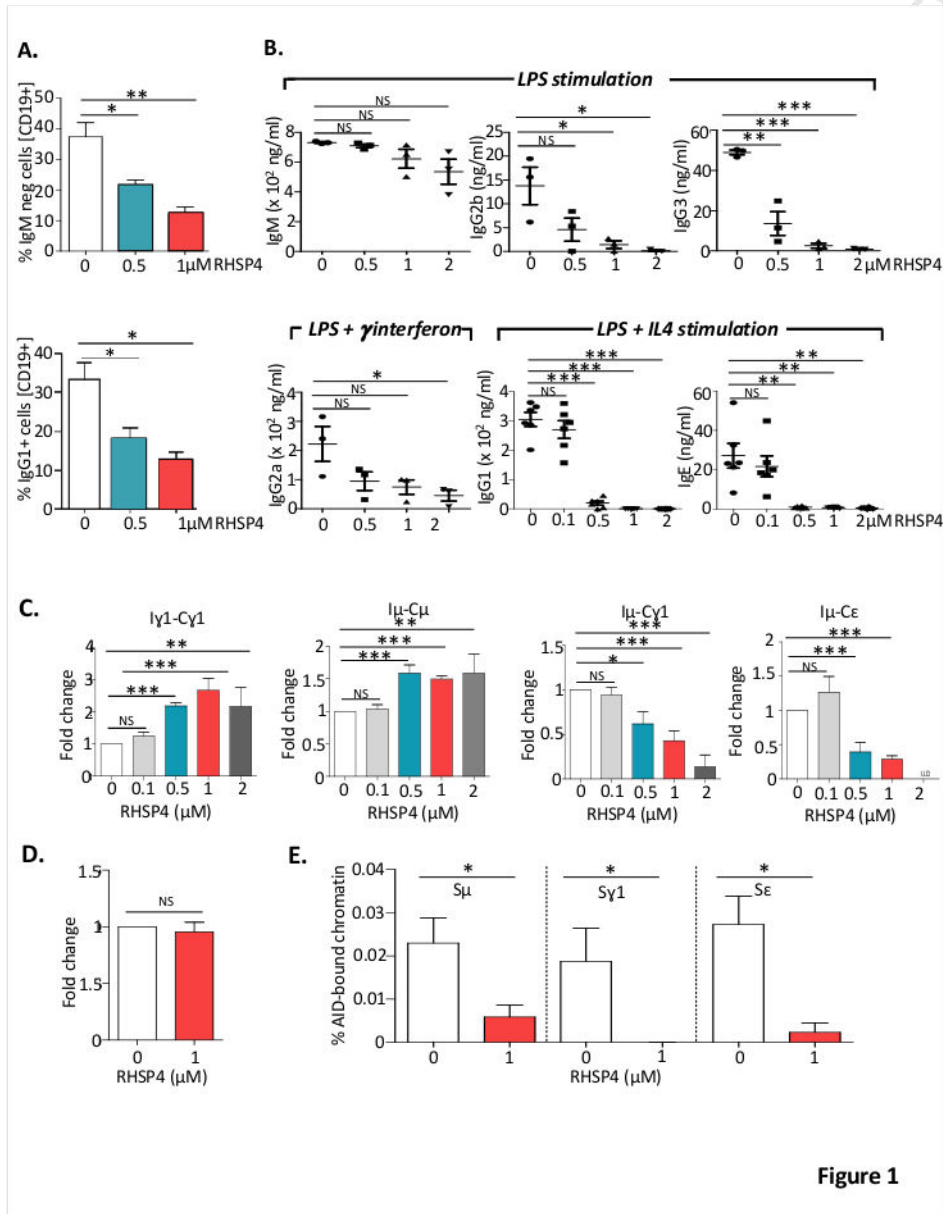 A.
B.
LPS stimulation
% IgM neg cells [CD19+]
50
40
30
20
10
0
**
*
0 0.5 1µM RHSP4
IgM (x 10² ng/ml)
8
6
4
2
0
NS
NS
NS
0 0.5 1 2
IgG2b (ng/ml)
25
20
15
10
5
0
*
*
NS
0 0.5 1 2
IgG3 (ng/ml)
60
40
20
0
***
***
**
0 0.5 1 2 µM RHSP4
% IgG1+ cells [CD19+]
40
30
20
10
0
*
*
0 0.5 1µM RHSP4
LPS + γinterferon
IgG2a (x 10² ng/ml)
4
3
2
1
0
*
NS
NS
0 0.5 1 2
LPS + IL4 stimulation
IgG1 (x 10² ng/ml)
4
3
2
1
0
***
***
***
NS
0 0.1 0.5 1 2
IgE (ng/ml)
60
40
20
0
**
**
**
NS
0 0.1 0.5 1 2µM RHSP4
C.
Iγ1-Cγ1
Fold change
4
3
2
1
0
**
***
***
NS
0 0.1 0.5 1 2
RHSP4 (µM)
Iµ-Cµ
Fold change
2
1.5
1
0.5
0
**
***
***
NS
0 0.1 0.5 1 2
RHSP4 (µM)
Iµ-Cγ1
Fold change
1.5
1
0.5
0
***
***
*
NS
0 0.1 0.5 1 2
RHSP4 (µM)
Iµ-Cε
Fold change
2
1.5
1
0.5
0
***
***
NS
0 0.1 0.5 1 2
RHSP4 (µM)
D.
Fold change
1.5
1
1.5
0
NS
0 1
RHSP4 (µM)
E.
% AID-bound chromatin
0.04
0.03
0.02
0.01
0
*
Sµ
*
Sγ1
*
Sε
0 1 0 1 0 1
RHSP4 (µM)
Figure 1